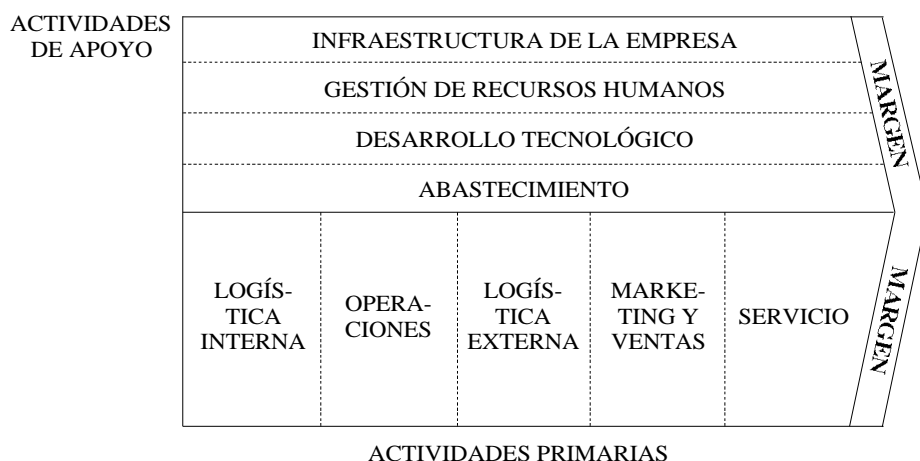 ACTIVIDADES
DE APOYO
INFRAESTRUCTURA DE LA EMPRESA
GESTIÓN DE RECURSOS HUMANOS
DESARROLLO TECNOLÓGICO
ABASTECIMIENTO
MARGEN
LOGÍS-
TICA
INTERNA
OPERA-
CIONES
LOGÍS-
TICA
EXTERNA
MARKE-
TING Y
VENTAS
SERVICIO
MARGEN
ACTIVIDADES PRIMARIAS